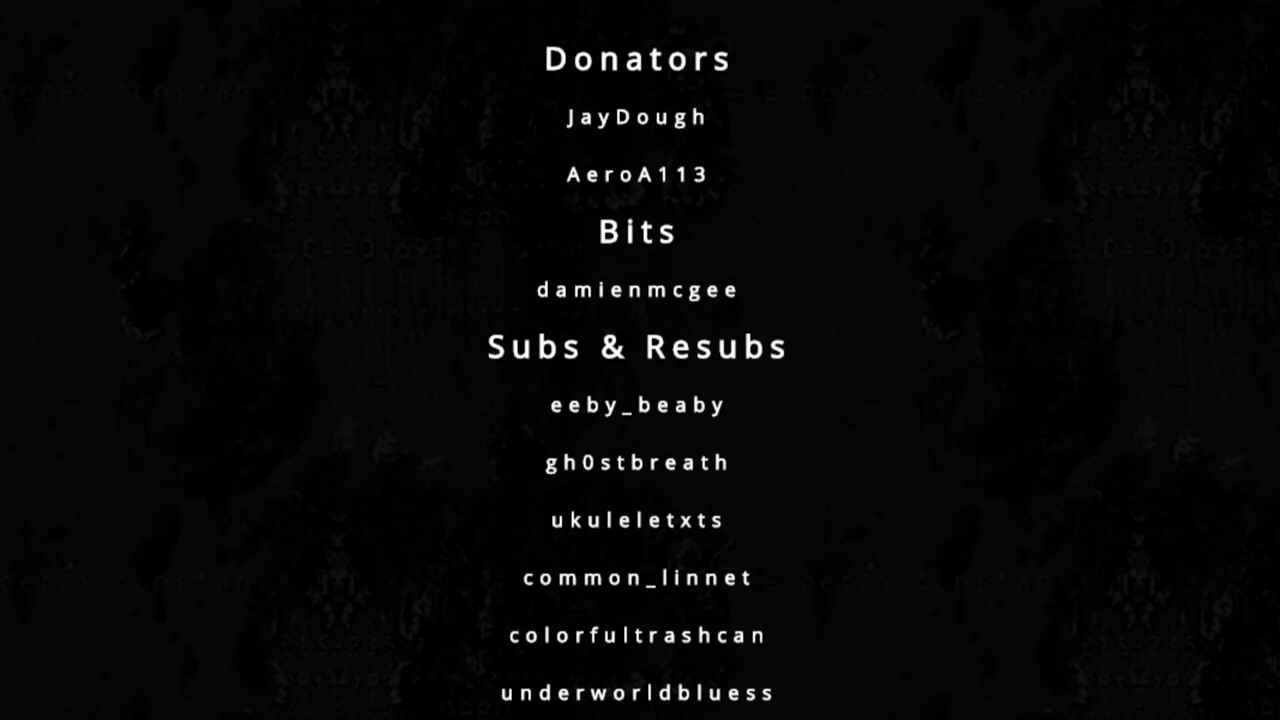 Donators
JayDough
AeroA113
Bits
damienmcgee
Subs & Resubs
eeby_beaby
gh0stbreath
ukuleletxts
common_linnet
colorfultrashcan
underworldbluess